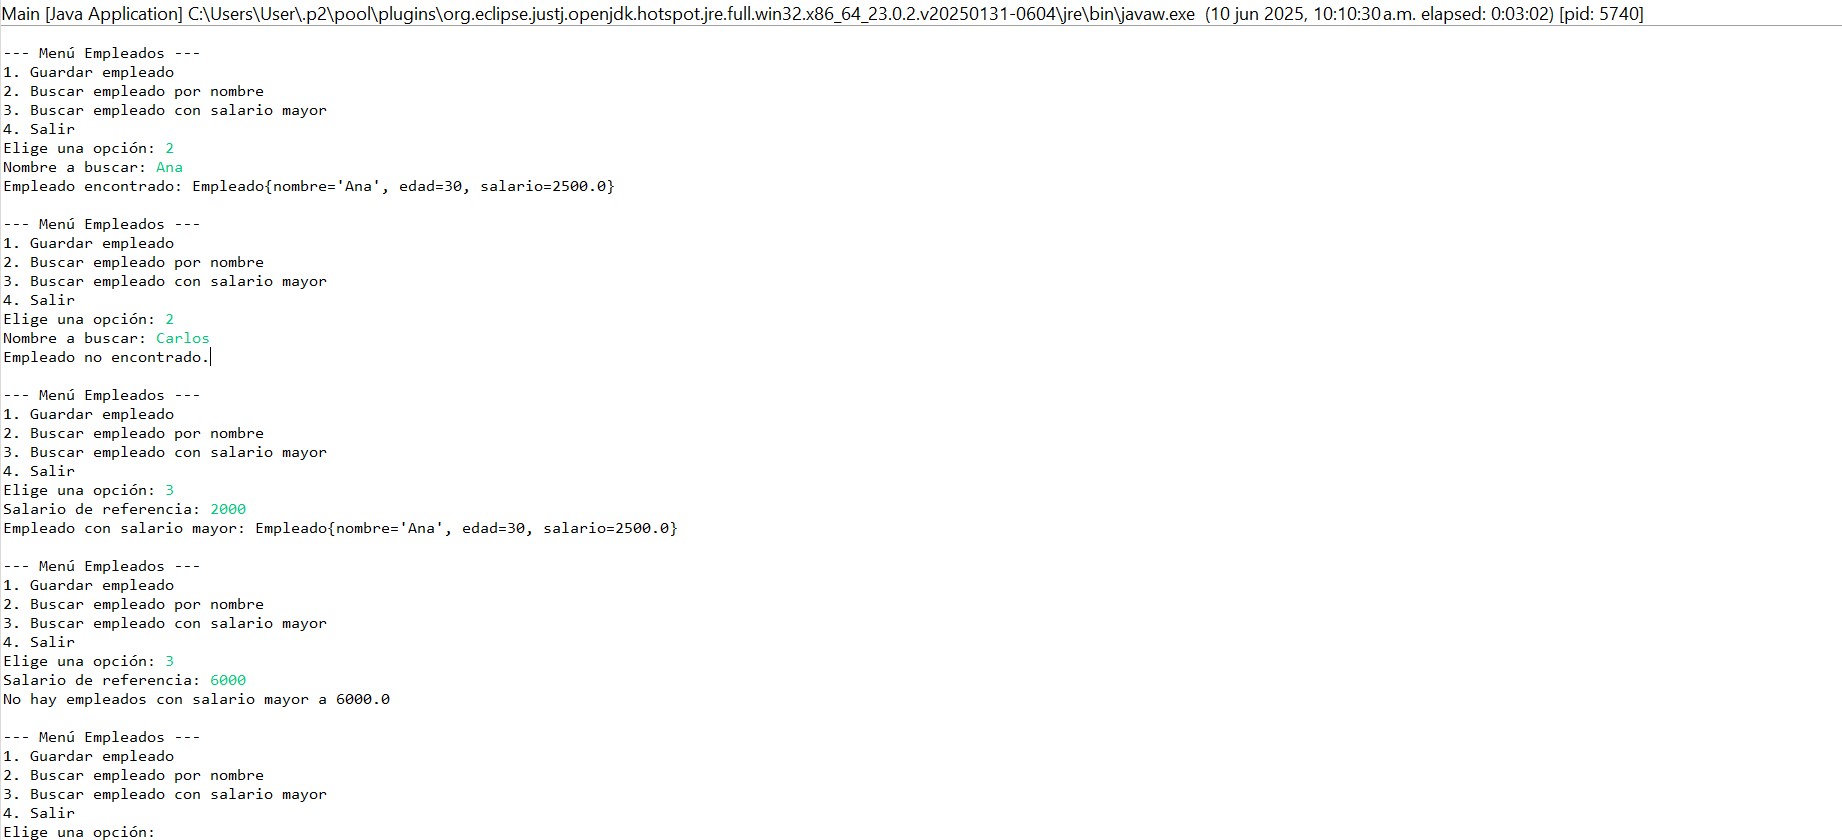 Main [Java Application] C:\Users\User\.p2\pool\plugins\org.eclipse.justj.openjdk.hotspot.jre.full.win32.x86_64_23.0.2.v20250131-0604\jre\bin\javaw.exe (10 jun 2025, 10:10:30 a.m. elapsed: 0:03:02) [pid: 5740]
--- Menú Empleados ---
1. Guardar empleado
2. Buscar empleado por nombre
3. Buscar empleado con salario mayor
4. Salir
Elige una opción: 2
Nombre a buscar: Ana
Empleado encontrado: Empleado{nombre='Ana', edad=30, salario=2500.0}
--- Menú Empleados ---
1. Guardar empleado
2. Buscar empleado por nombre
3. Buscar empleado con salario mayor
4. Salir
Elige una opción: 2
Nombre a buscar: Carlos
Empleado no encontrado.
--- Menú Empleados ---
1. Guardar empleado
2. Buscar empleado por nombre
3. Buscar empleado con salario mayor
4. Salir
Elige una opción: 3
Salario de referencia: 2000
Empleado con salario mayor: Empleado{nombre='Ana', edad=30, salario=2500.0}
--- Menú Empleados ---
1. Guardar empleado
2. Buscar empleado por nombre
3. Buscar empleado con salario mayor
4. Salir
Elige una opción: 3
Salario de referencia: 6000
No hay empleados con salario mayor a 6000.0
--- Menú Empleados ---
1. Guardar empleado
2. Buscar empleado por nombre
3. Buscar empleado con salario mayor
4. Salir
Elige una opción: